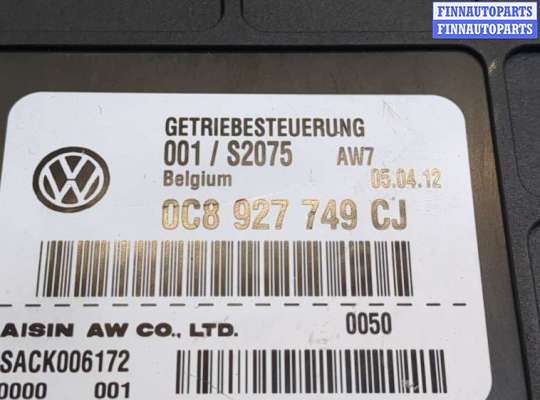 FINNAUTOPARTS
FINNAUTOPARTS
GETRIEBESTEUERUNG
001 / S2075 AW7
Belgium 05.04.12
0C8 927 749 CJ
AISIN AW CO., LTD. 0050
SACK006172
0000 001